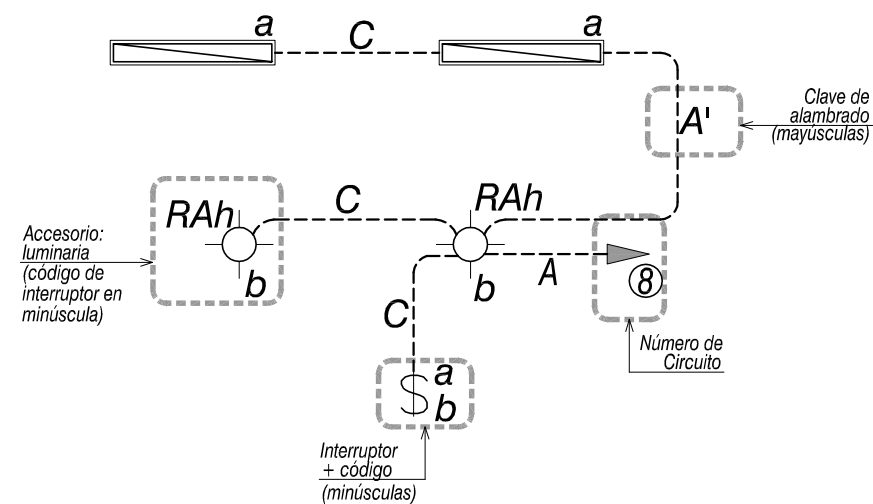 a
C
a
A'
Clave de
alambrado
(mayúsculas)
RAh
b
C
RAh
b
Accesorio:
luminaria
(código de
interruptor en
minúscula)
A
8
C
Número de
Circuito
S a
b
Interruptor
+ código
(minúsculas)